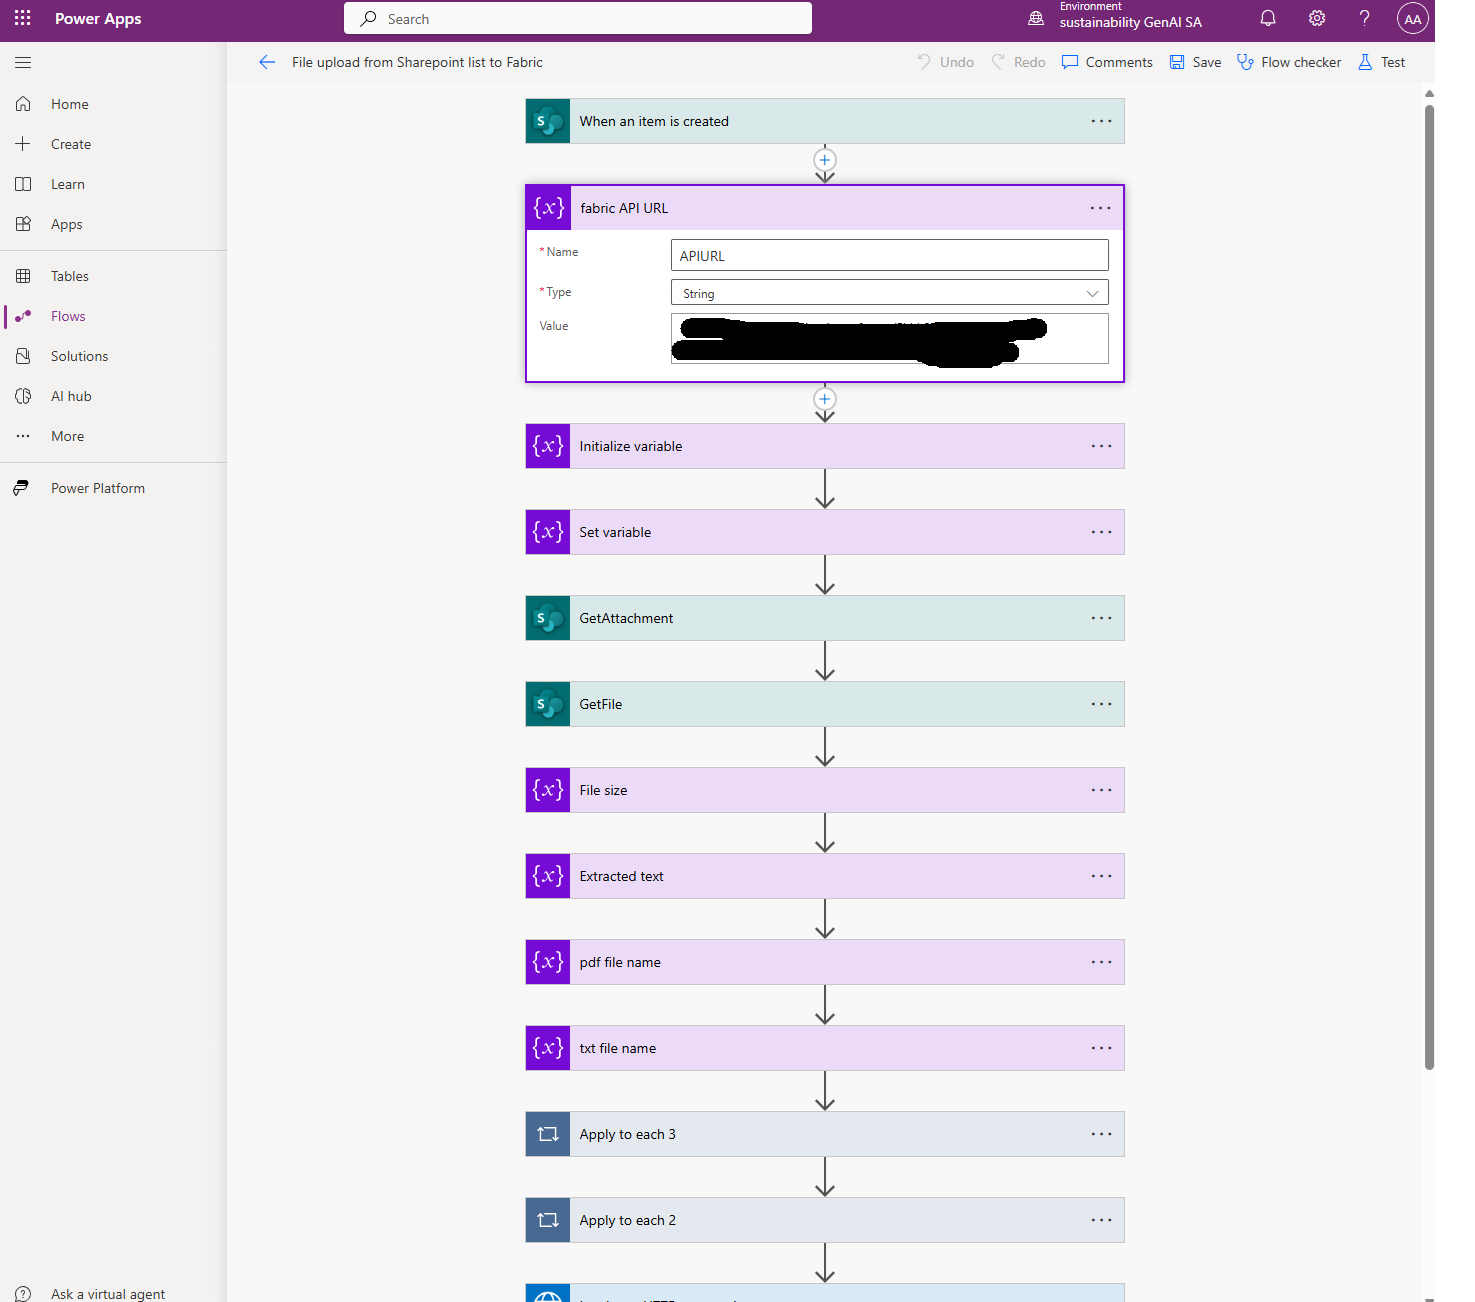 Power Apps
Search
Environment
sustainability GenAI SA
AA
File upload from Sharepoint list to Fabric
Undo
Redo
Comments
Save
Flow checker
Test
Home
Create
Learn
Apps
Tables
Flows
Solutions
AI hub
More
Power Platform
Ask a virtual agent
When an item is created
{x} fabric API URL
* Name
APIURL
* Type
String
Value
{x} Initialize variable
{x} Set variable
S GetAttachment
S GetFile
{x} File size
{x} Extracted text
{x} pdf file name
{x} txt file name
Apply to each 3
Apply to each 2